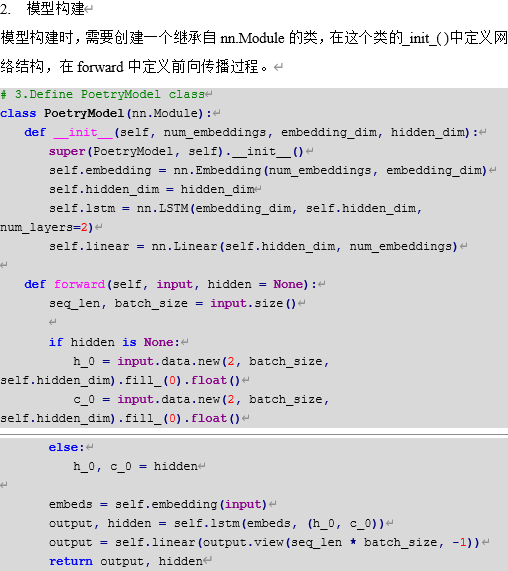 2. 模型构建
模型构建时，需要创建一个继承自 nn.Module 的类，在这个类的_init_( )中定义网
络结构，在 forward 中定义前向传播过程。
# 3.Define PoetryModel class
class PoetryModel(nn.Module):
    def __init__(self, num_embeddings, embedding_dim, hidden_dim):
        super(PoetryModel, self).__init__()
        self.embedding = nn.Embedding(num_embeddings, embedding_dim)
        self.hidden_dim = hidden_dim
        self.lstm = nn.LSTM(embedding_dim, self.hidden_dim,
num_layers=2)
        self.linear = nn.Linear(self.hidden_dim, num_embeddings)
    def forward(self, input, hidden = None):
        seq_len, batch_size = input.size()
        if hidden is None:
            h_0 = input.data.new(2, batch_size,
self.hidden_dim).fill_(0).float()
            c_0 = input.data.new(2, batch_size,
self.hidden_dim).fill_(0).float()
        else:
            h_0, c_0 = hidden
        embeds = self.embedding(input)
        output, hidden = self.lstm(embeds, (h_0, c_0))
        output = self.linear(output.view(seq_len * batch_size, -1))
        return output, hidden